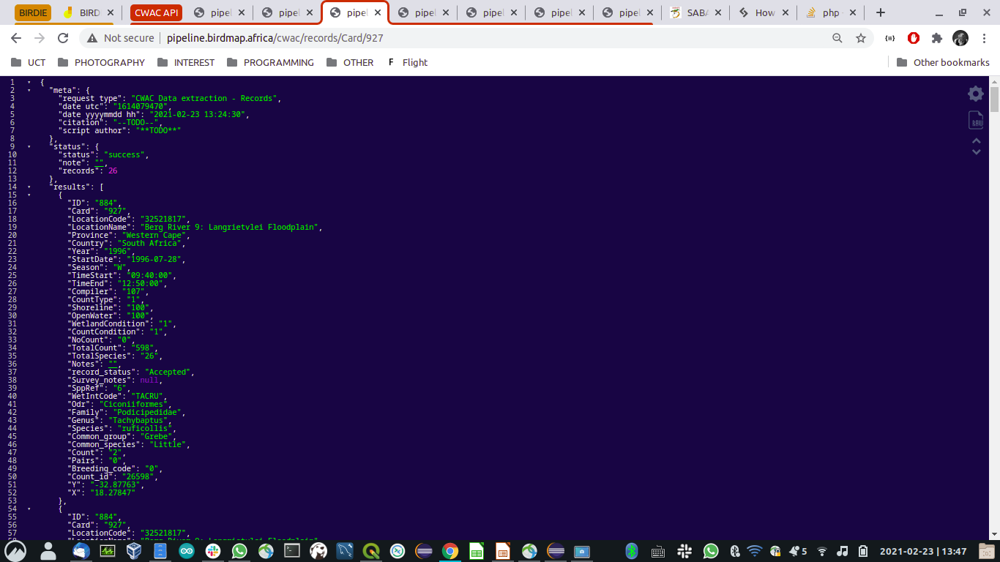 BIRDIE BIRD CWAC API pipel pipel pipel pipel pipel pipel pipel SABA How php
Not secure pipeline.birdmap.africa/cwac/records/Card/927
UCT PHOTOGRAPHY INTEREST PROGRAMMING OTHER F Flight Other bookmarks
1 {
2 "meta": {
3 "request_type": "CWAC Data extraction - Records",
4 "date_utc": "1614079470",
5 "date_yyyymmdd_hh": "2021-02-23 13:24:30",
6 "citation": "--TODO--",
7 "script_author": "**TODO**"
8 },
9 "status": {
10 "status": "success",
11 "note": "",
12 "records": 26
13 },
14 "results": [
15 {
16 "ID": "884",
17 "Card": "927",
18 "LocationCode": "32521817",
19 "LocationName": "Berg River 9: Langrietvlei Floodplain",
20 "Province": "Western Cape",
21 "Country": "South Africa",
22 "Year": "1996",
23 "StartDate": "1996-07-28",
24 "Season": "W",
25 "TimeStart": "09:40:00",
26 "TimeEnd": "12:50:00",
27 "Compiler": "107",
28 "CountType": "1",
29 "Shoreline": "100",
30 "OpenWater": "100",
31 "WetlandCondition": "1",
32 "CountCondition": "1",
33 "NoCount": "0",
34 "TotalCount": "598",
35 "TotalSpecies": "26",
36 "Notes": "",
37 "record_status": "Accepted",
38 "Survey_notes": null,
39 "SppRef": "6",
40 "WetIntCode": "TACRU",
41 "Odr": "Ciconiiformes",
42 "Family": "Podicipedidae",
43 "Genus": "Tachybaptus",
44 "Species": "ruficollis",
45 "Common_group": "Grebe",
46 "Common_species": "Little",
47 "Count": "2",
48 "Pairs": "0",
49 "Breeding_code": "0",
50 "Count_id": "26598",
51 "Y": "-32.87763",
52 "X": "18.27847"
53 },
54 {
55 "ID": "884",
56 "Card": "927",
57 "LocationCode": "32521817",
58 "LocationName": "Berg River 9: Langrietvlei Floodplain",
RAW
5 2021-02-23 | 13:47